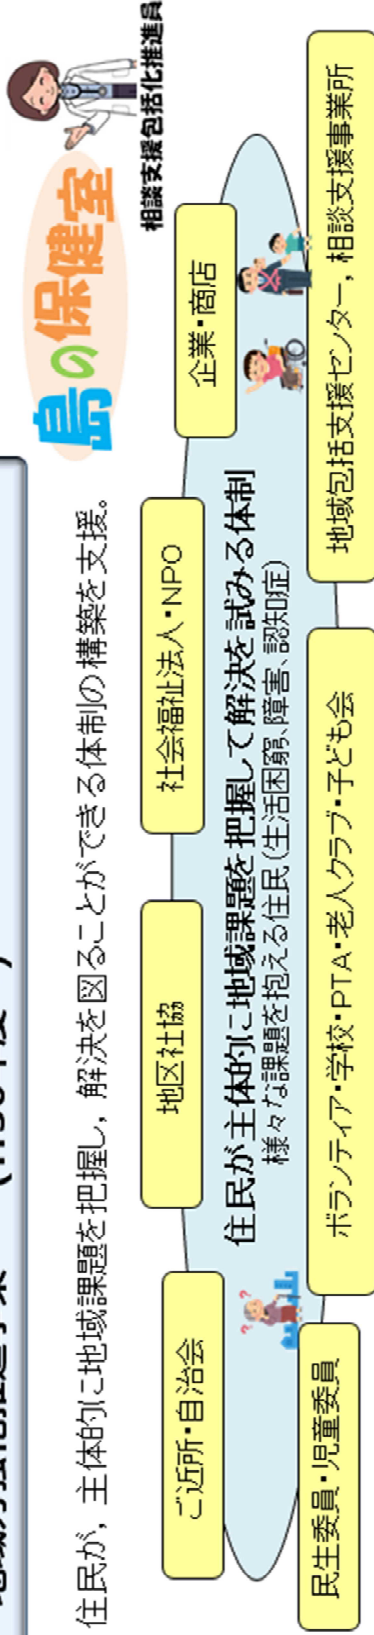 島の保健室
相談支援包括化推進員
住民が，主体的に地域課題を把握し，解決を図ることができる体制の構築を支援。
ご近所・自治会
地区社協
社会福祉法人・NPO
企業・商店
住民が主体的に地域課題を把握して解決を試みる体制
様々な課題を抱える住民（生活困窮、障害、認知症）
民生委員・児童委員
ボランティア・学校・PTA・老人クラブ・子ども会
地域包括支援センター，相談支援事業所